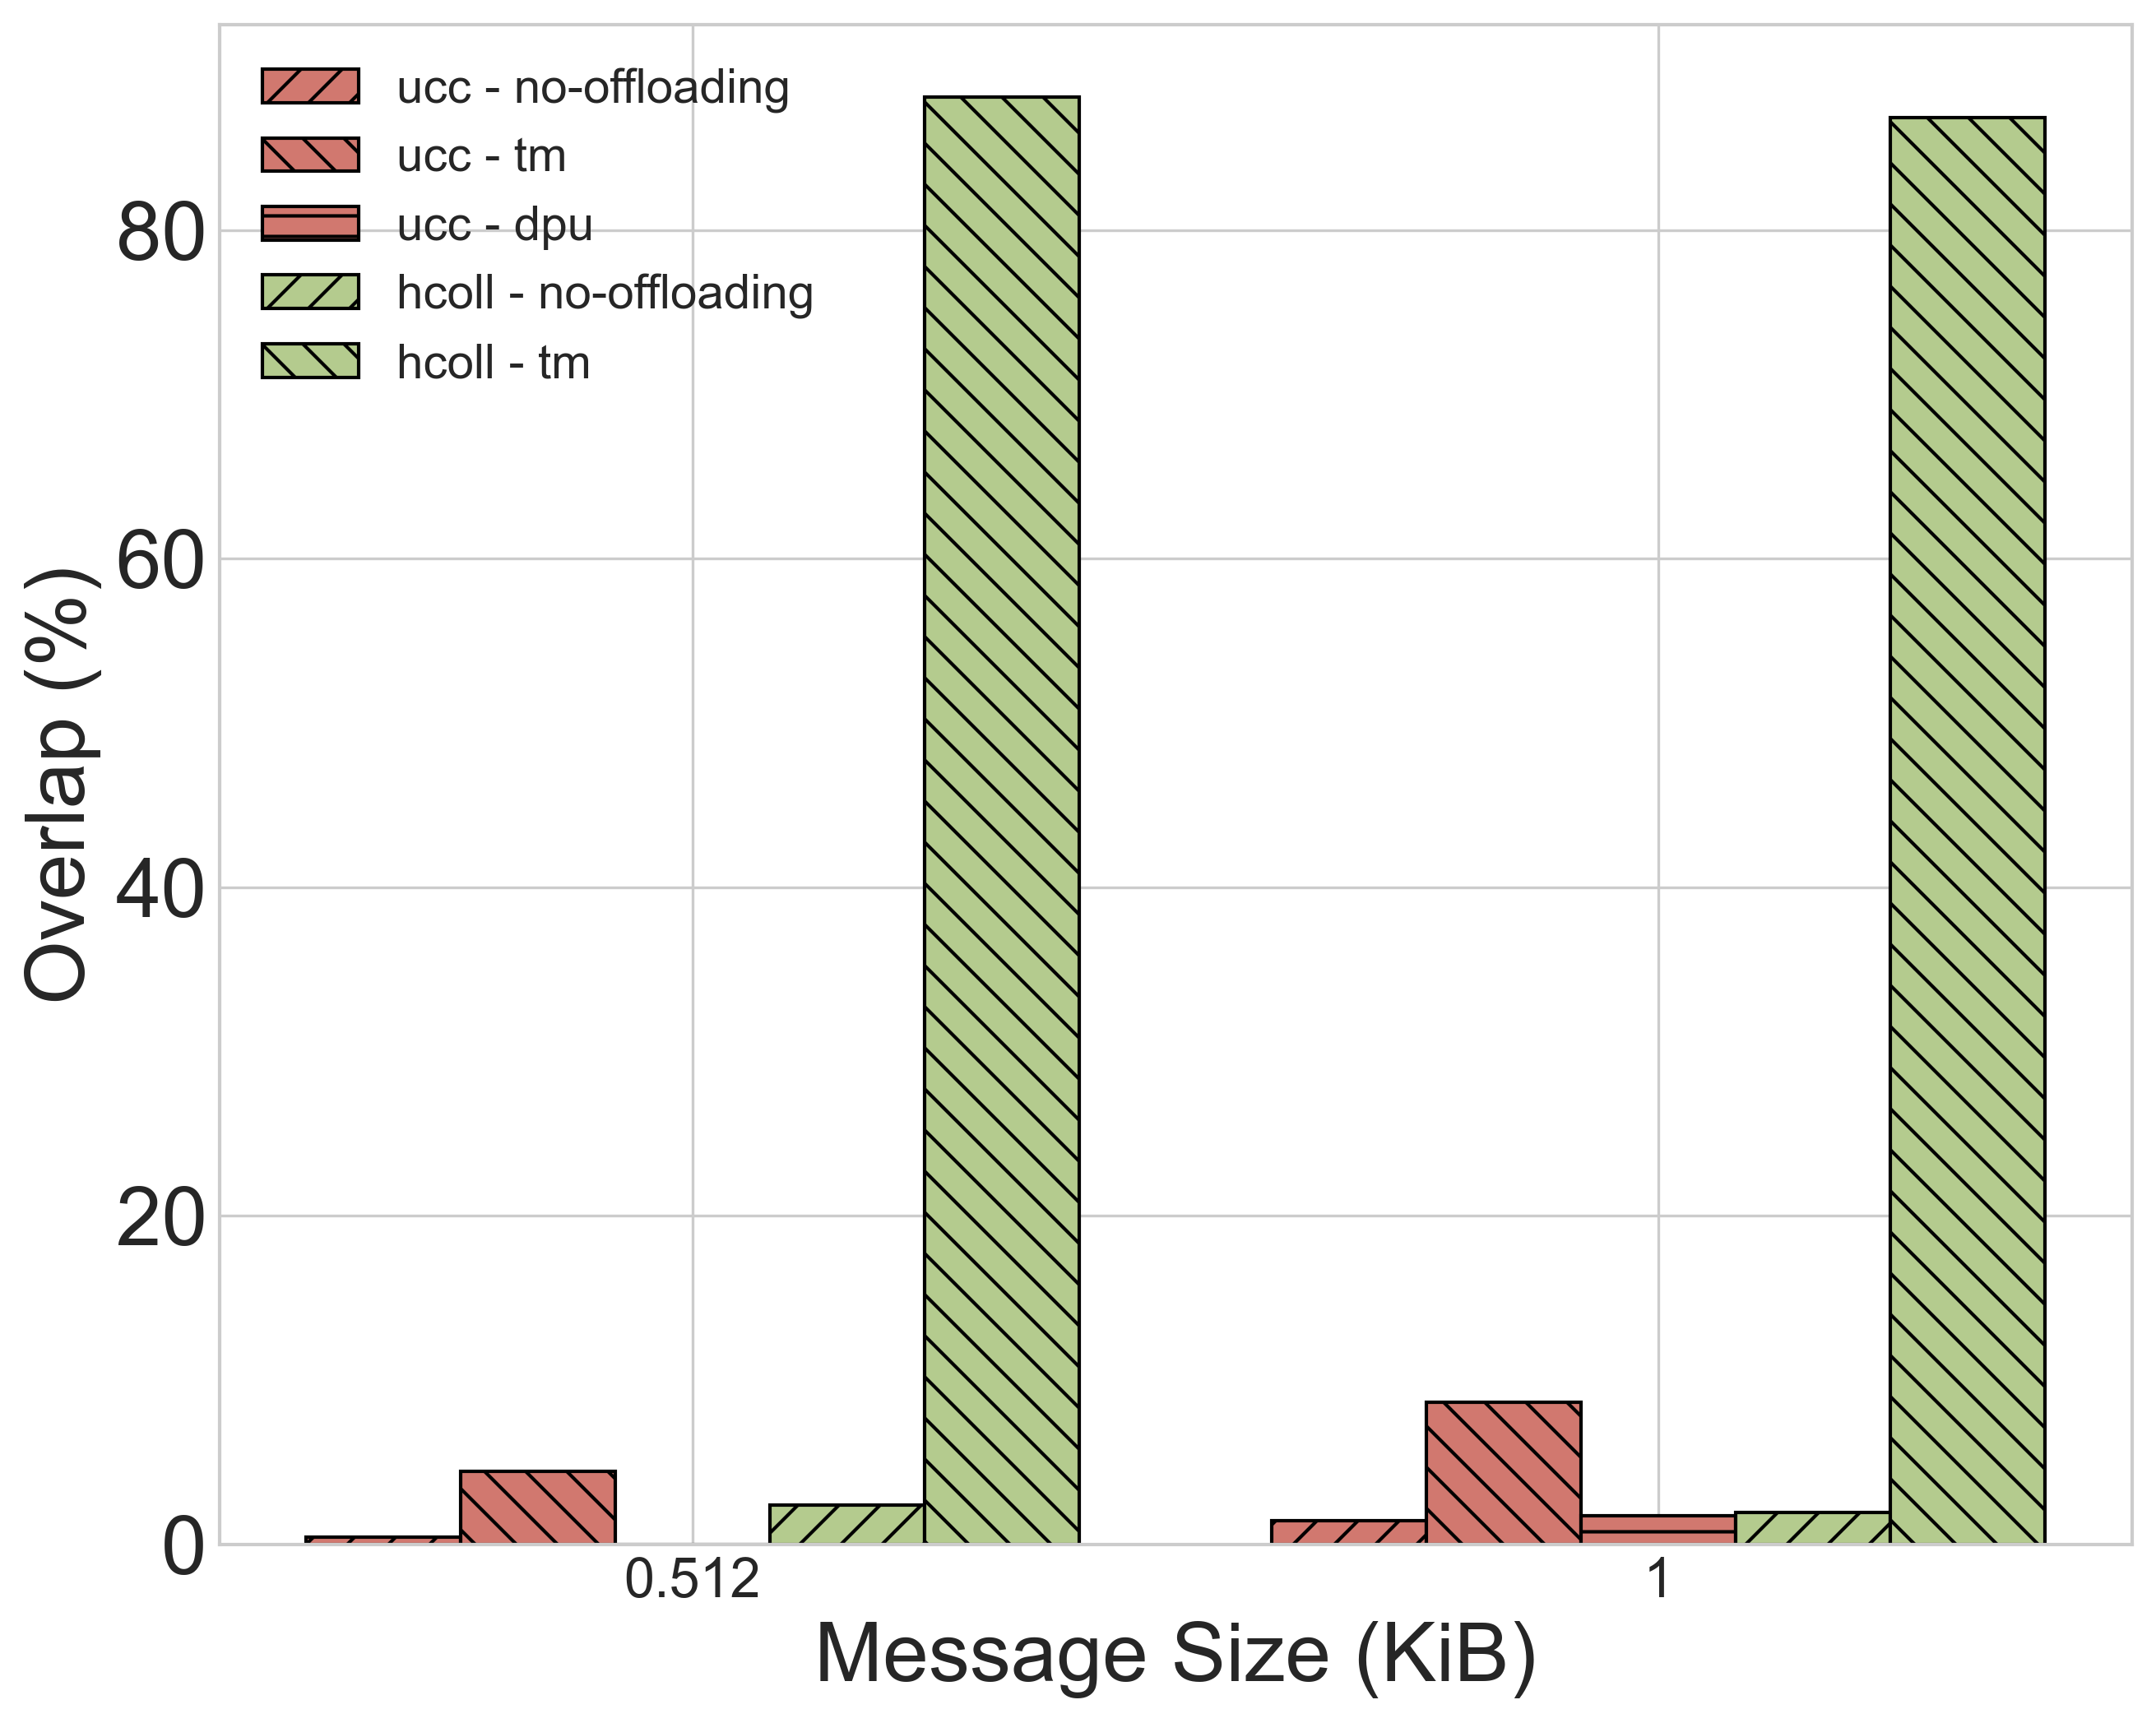 ucc - no-offloading
ucc - tm
ucc - dpu
hcoll - no-offloading
hcoll - tm
80
60
40
20
0
Overlap (%)
0.512
1
Message Size (KiB)